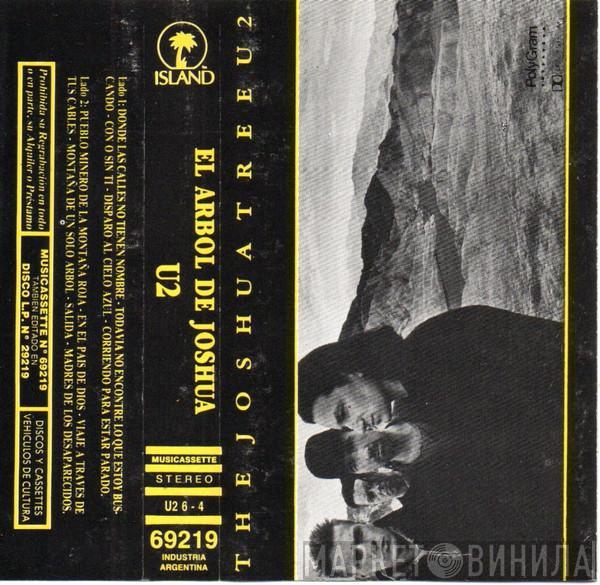 PolyGram
THE JOSHUA TREE U2
ISLAND
EL ARBOL DE JOSHUA
U2
MUSICASSETTE
STEREO
U2 6 - 4
69219
INDUSTRIA
ARGENTINA
Lado 1: DONDE LAS CALLES NO TIENEN NOMBRE - TODAVIA NO ENCONTRE LO QUE ESTOY BUS-
CANDO - CON O SIN TI - DISPARO AL CIELO AZUL - CORRIENDO PARA ESTAR PARADO.
Lado 2: PUEBLO MINERO DE LA MONTAÑA ROJA - EN EL PAIS DE DIOS - VIAJE A TRAVES DE
TUS CABLES - MONTAÑA DE UN SOLO ARBOL - SALIDA - MADRES DE LOS DESAPARECIDOS.
Prohibida su Regrabación en todo
o en parte, su Alquiler o Préstamo
MUSICASSETTE Nº 69219
TAMBIEN EDITADO EN
DISCO L.P. Nº 29219
DISCOS Y CASSETTES
VEHICULOS DE CULTURA
МАРКЕТ ВИНИЛА